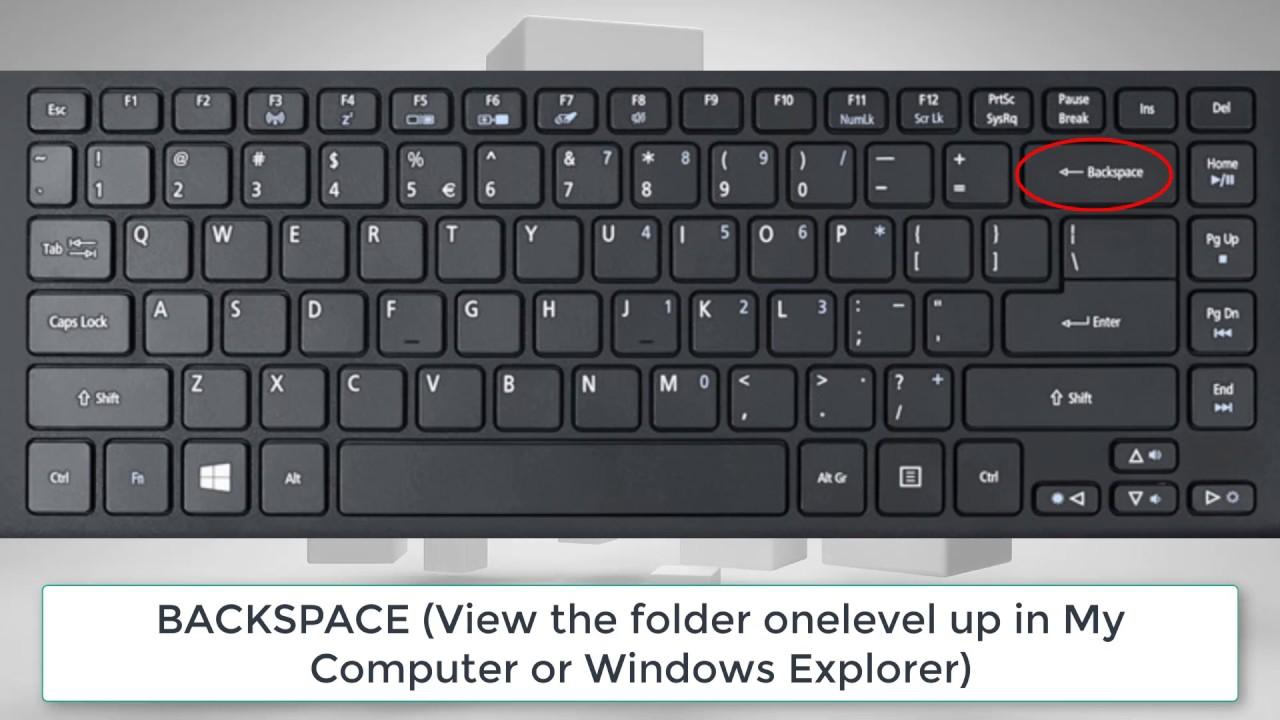 Esc F1 F2 F3 F4 F5 F6 F7 F8 F9 F10 F11 F12 PrtSc Pause Ins Del
zz NumLk Scr Lk SysRq Break
~ ! @ # $ % ^ & 7 * 8 ( 9 ) / — + ← Backspace Home
` 1 2 3 4 5 € 6 7 8 9 0 - =
Tab Q W E R T Y U 4 I 5 O 6 P * { } | Pg Up
[ ] \
Caps Lock A S D F G H J 1 K 2 L 3 : - " Enter Pg Dn
; '
Shift Z X C V B N M 0 < > . ? + Shift End
, . /
Ctrl Fn Alt Alt Gr Ctrl
BACKSPACE (View the folder onelevel up in My
Computer or Windows Explorer)